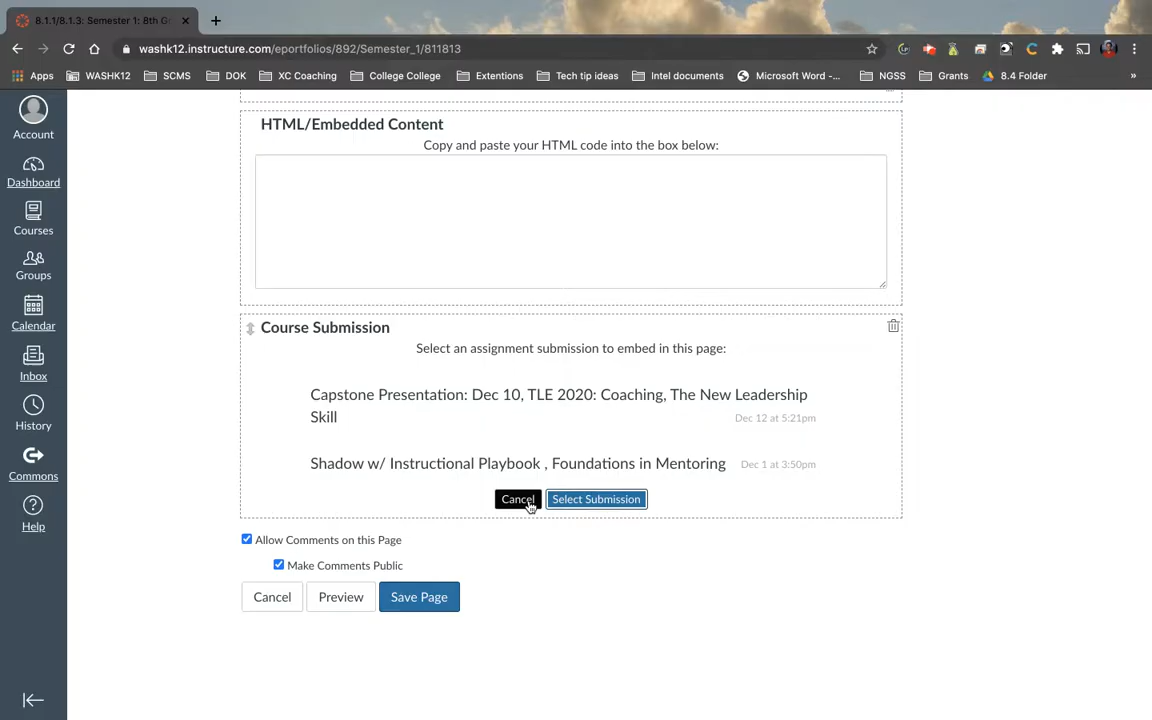 8.1.1/8.1.3: Semester 1: 8th G
washk12.instructure.com/eportfolios/892/Semester_1/811813
Apps WASHK12 SCMS DOK XC Coaching College College Extentions Tech tip ideas Intel documents Microsoft Word -... NGSS Grants 8.4 Folder »
Account
Dashboard
Courses
Groups
Calendar
Inbox
History
Commons
Help
HTML/Embedded Content
Copy and paste your HTML code into the box below:
Course Submission
Select an assignment submission to embed in this page:
Capstone Presentation: Dec 10, TLE 2020: Coaching, The New Leadership
Skill Dec 12 at 5:21pm
Shadow w/ Instructional Playbook , Foundations in Mentoring Dec 1 at 3:50pm
Cancel Select Submission
Allow Comments on this Page
Make Comments Public
Cancel Preview Save Page